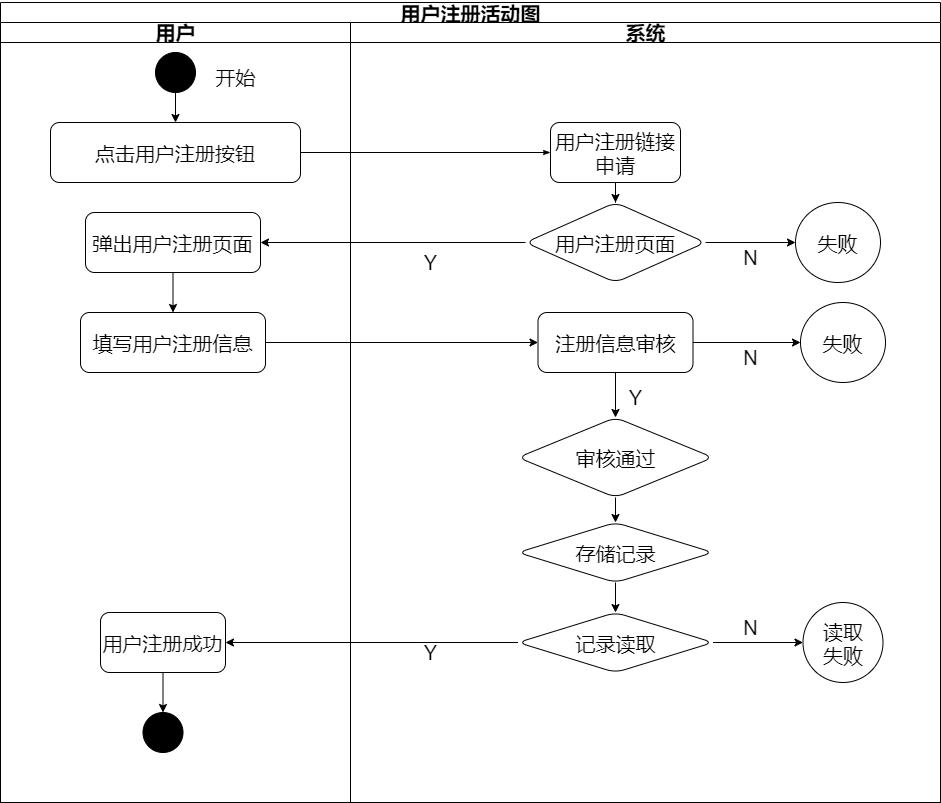 用户注册活动图
用户
系统
开始
点击用户注册按钮
用户注册链接
申请
弹出用户注册页面
Y
用户注册页面
N
失败
填写用户注册信息
注册信息审核
N
失败
Y
审核通过
存储记录
用户注册成功
Y
记录读取
N
读取
失败